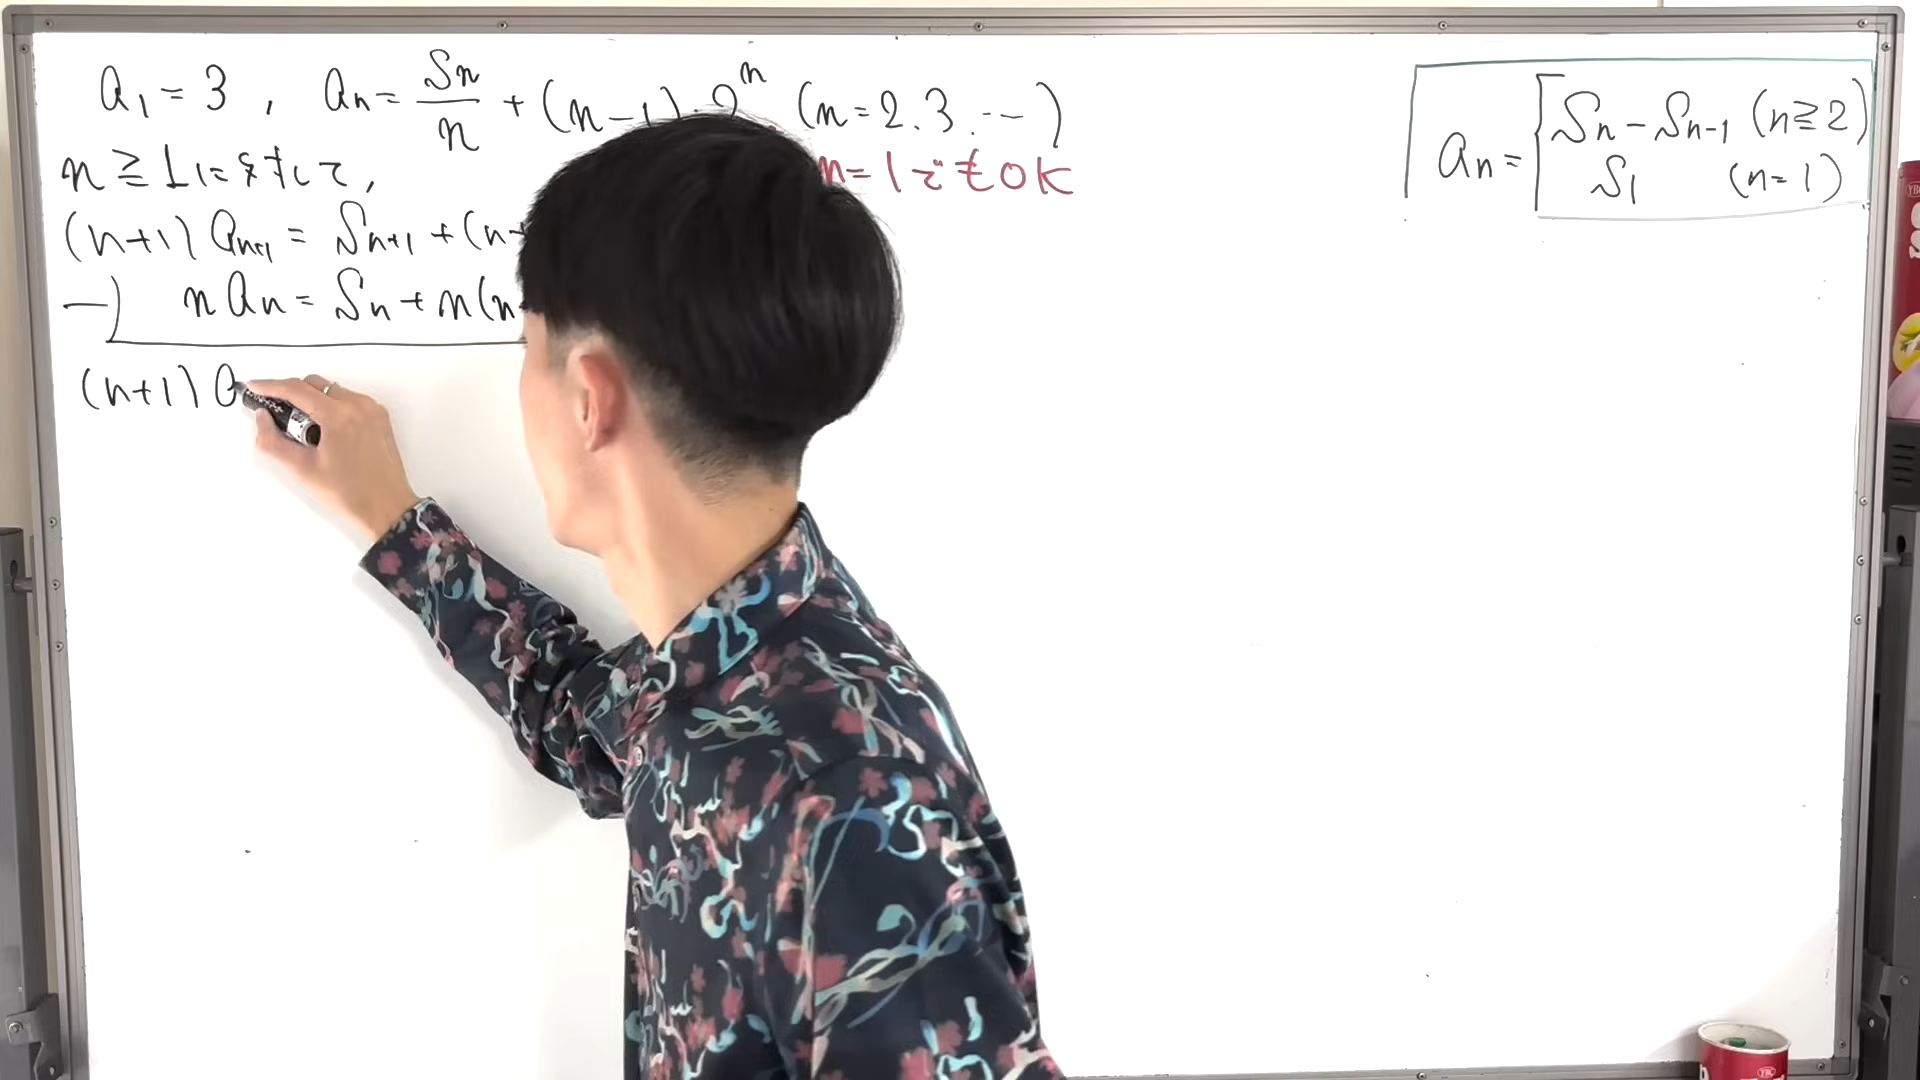 a₁ = 3 , aₙ = Sₙ/n + (n-1)·2ⁿ (n=2.3.…)
n ≧ 1に対して, n=1でもOK
(n+1) aₙ₊₁ = Sₙ₊₁ + (n+
-) n aₙ = Sₙ + n(n-
(n+1) a
aₙ = [ Sₙ - Sₙ₋₁ (n≧2)
S₁ (n=1)